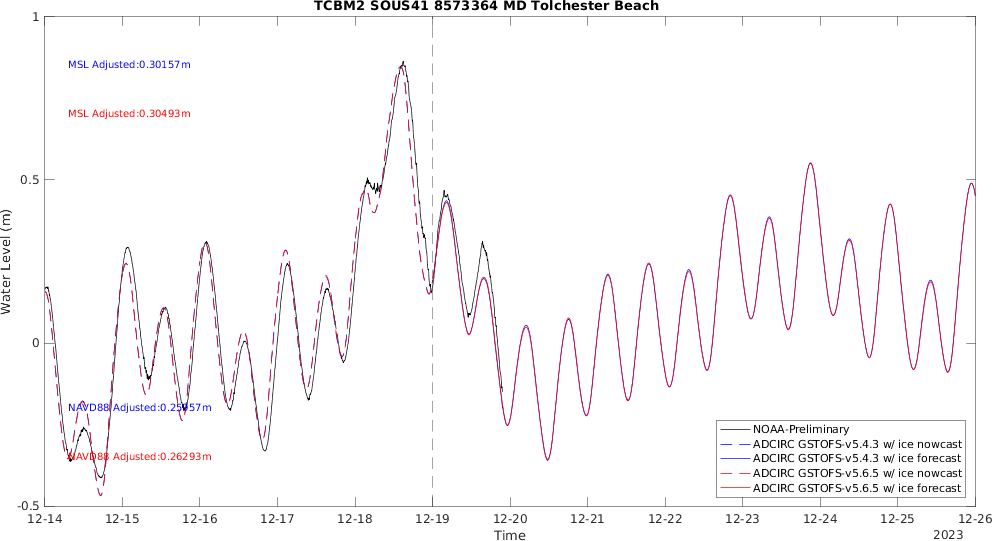 TCBM2 SOUS41 8573364 MD Tolchester Beach
1
MSL Adjusted:0.30157m
MSL Adjusted:0.30493m
0.5
Water Level (m)
0
NAVD88 Adjusted:0.25957m
NAVD88 Adjusted:0.26293m
NOAA-Preliminary
ADCIRC GSTOFS-v5.4.3 w/ ice nowcast
ADCIRC GSTOFS-v5.4.3 w/ ice forecast
ADCIRC GSTOFS-v5.6.5 w/ ice nowcast
ADCIRC GSTOFS-v5.6.5 w/ ice forecast
-0.5
12-14 12-15 12-16 12-17 12-18 12-19 12-20 12-21 12-22 12-23 12-24 12-25 12-26
Time
2023